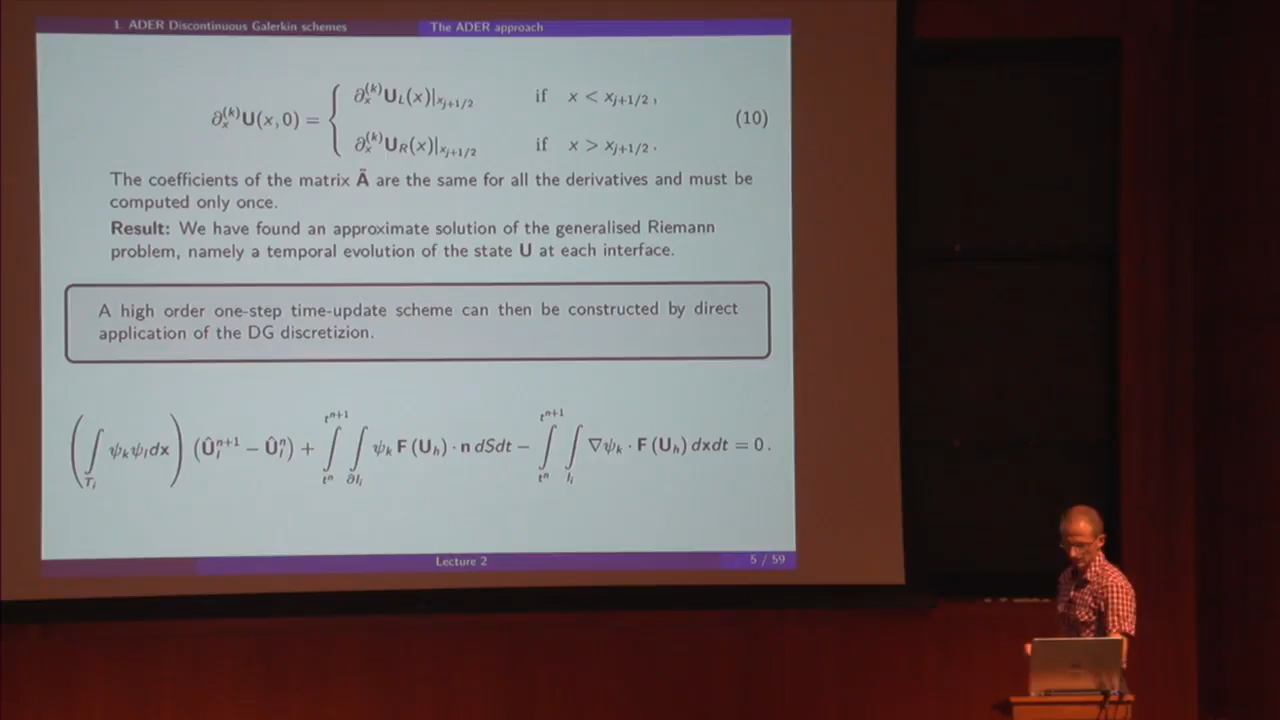 1. ADER Discontinuous Galerkin schemes The ADER approach
∂ₓ⁽ᵏ⁾U(x, 0) = { ∂ₓ⁽ᵏ⁾U_L(x)|_{x_{j+1/2}} if x < x_{j+1/2} ,
∂ₓ⁽ᵏ⁾U_R(x)|_{x_{j+1/2}} if x > x_{j+1/2} .
(10)
The coefficients of the matrix Ã are the same for all the derivatives and must be
computed only once.
Result: We have found an approximate solution of the generalised Riemann
problem, namely a temporal evolution of the state U at each interface.
A high order one-step time-update scheme can then be constructed by direct
application of the DG discretizion.
( ∫_{T_i} ψ_k ψ_l dx ) (Û_l^{n+1} − Û_l^n) + ∫_{t^n}^{t^{n+1}} ∫_{∂I_i} ψ_k F (U_h) · n dSdt − ∫_{t^n}^{t^{n+1}} ∫_{I_i} ∇ψ_k · F (U_h) dxdt = 0 .
Lecture 2 5 / 59